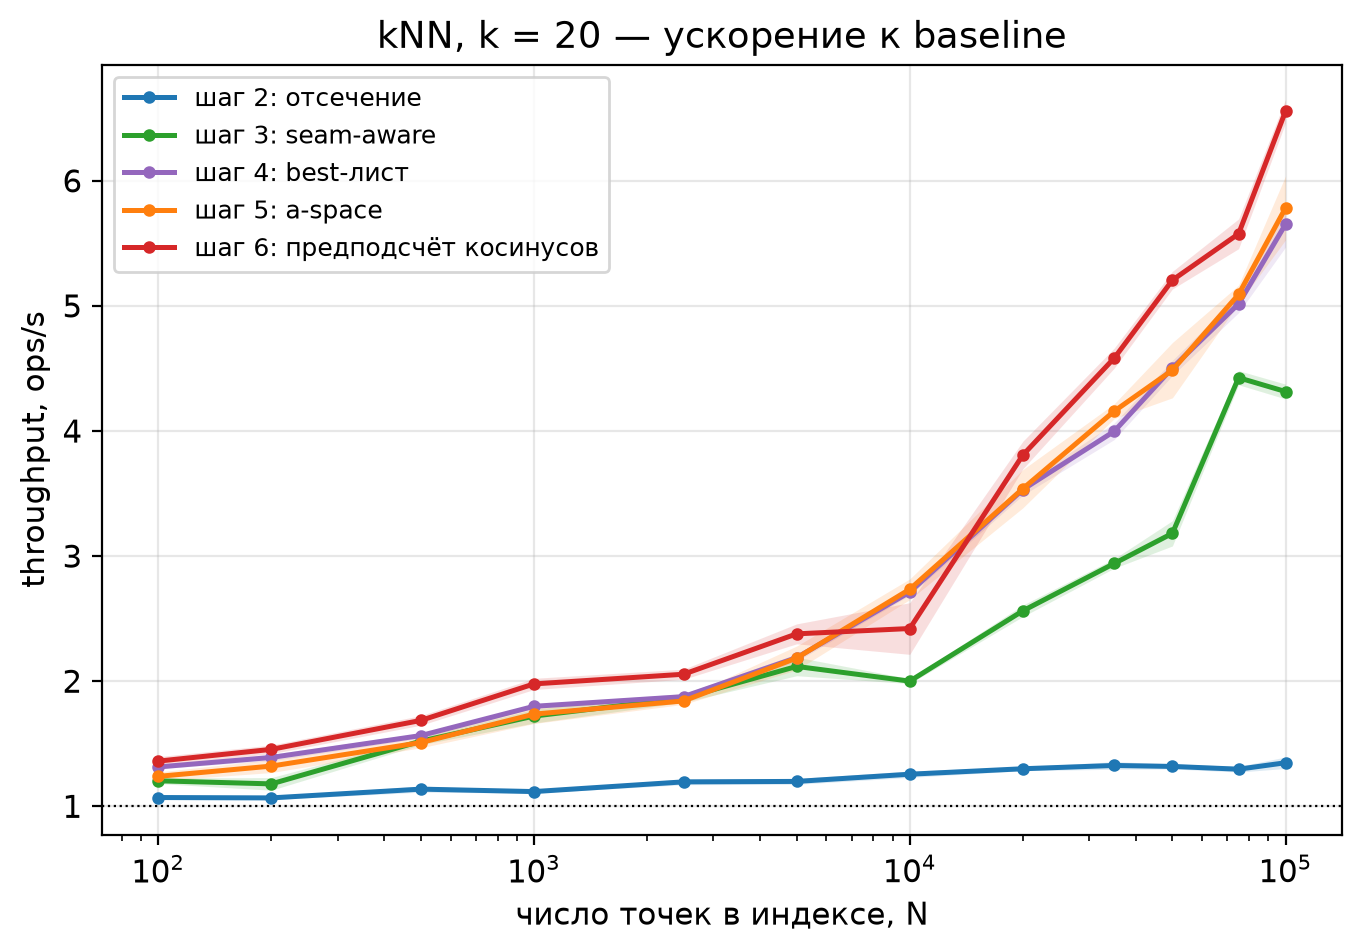 kNN, k = 20 — ускорение к baseline
шаг 2: отсечение
шаг 3: seam-aware
шаг 4: best-лист
шаг 5: a-space
шаг 6: предподсчёт косинусов
throughput, ops/s
6
5
4
3
2
1
10² 10³ 10⁴ 10⁵
число точек в индексе, N